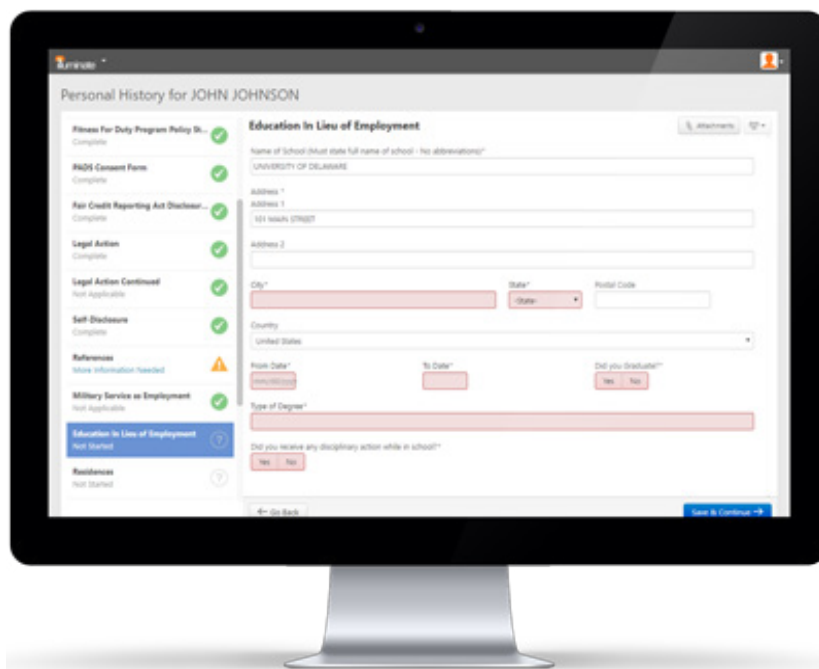 illuminate
Personal History for JOHN JOHNSON
Fitness For Duty Program Policy Di...
Complete
PADS Consent Form
Complete
Fair Credit Reporting Act Disclosur...
Complete
Legal Action
Complete
Legal Action Continued
Not Applicable
Self-Disclosure
Complete
References
More Information Needed
Military Service as Employment
Not Applicable
Education In Lieu of Employment
Not Started
Residences
Not Started
Education In Lieu of Employment
Attachments
Name of School (Must state full name of school - No abbreviations)*
UNIVERSITY OF DELAWARE
Address *
Address 1
101 MAIN STREET
Address 2
City*
State*
Postal Code
-State-
Country
United States
From Date*
To Date*
Did you Graduate?*
mm/dd/yyyy
Yes No
Type of Degree*
Did you receive any disciplinary action while in school?*
Yes No
← Go Back
Save & Continue →